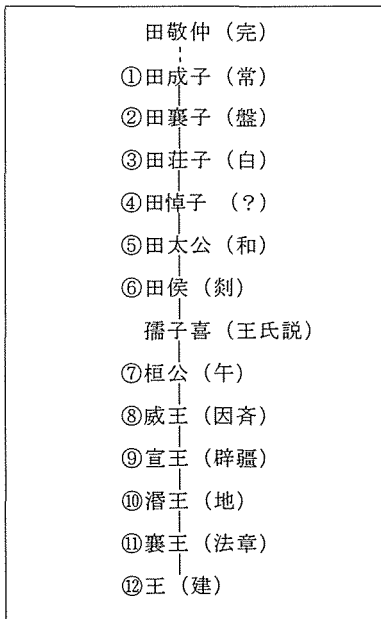 田敬仲（完）
①田成子（常）
②田襄子（盤）
③田荘子（白）
④田悼子（？）
⑤田太公（和）
⑥田侯（剡）
孺子喜（王氏説）
⑦桓公（午）
⑧威王（因斉）
⑨宣王（辟疆）
⑩湣王（地）
⑪襄王（法章）
⑫王（建）